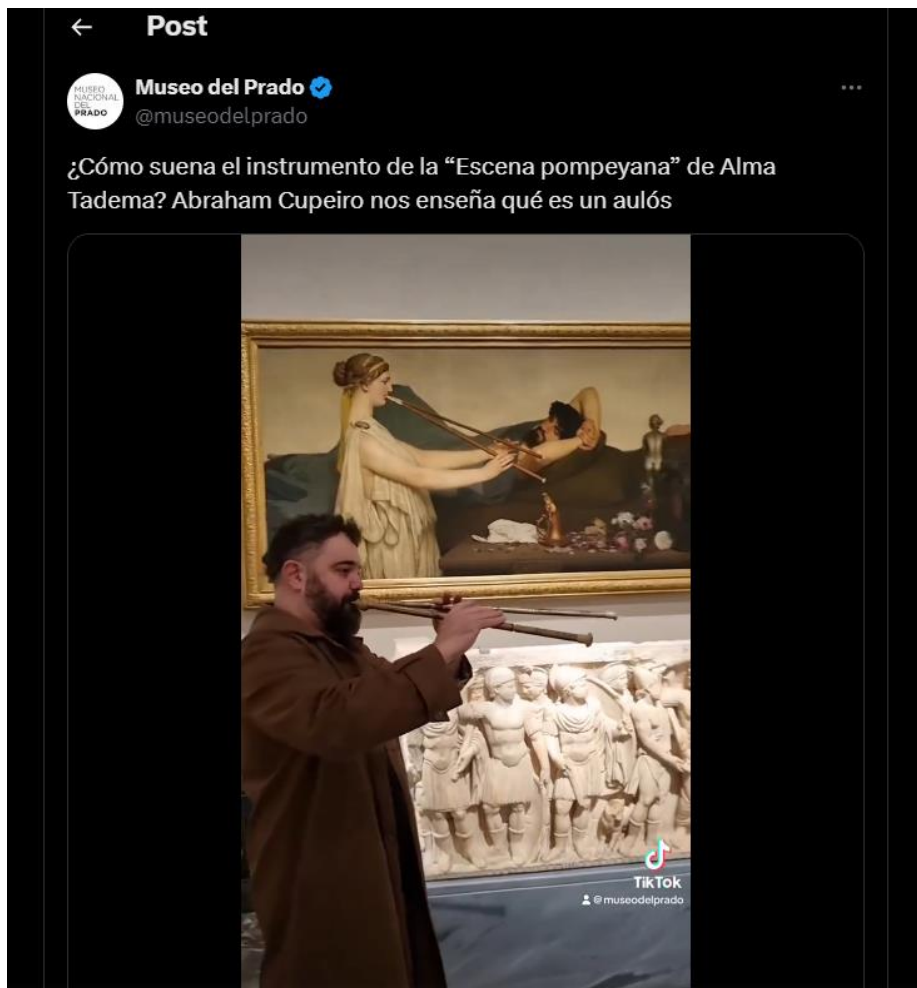 Post
MUSEO
NACIONAL
DEL
PRADO
Museo del Prado
@museodelprado
¿Cómo suena el instrumento de la “Escena pompeyana” de Alma
Tadema? Abraham Cupeiro nos enseña qué es un aulós
TikTok
@museodelprado